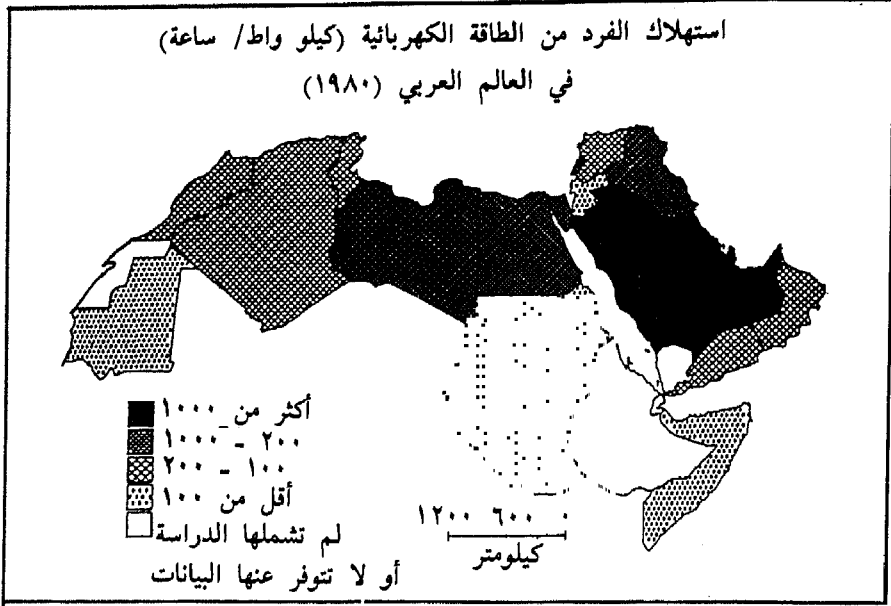 استهلاك الفرد من الطاقة الكهربائية (كيلو واط/ ساعة)
في العالم العربي (١٩٨٠)
أكثر من ١٠٠٠
٢٠٠ - ١٠٠٠
١٠٠ - ٢٠٠
أقل من ١٠٠
لم تشملها الدراسة
أو لا تتوفر عنها البيانات
٠ ٦٠٠ ١٢٠٠
كيلومتر